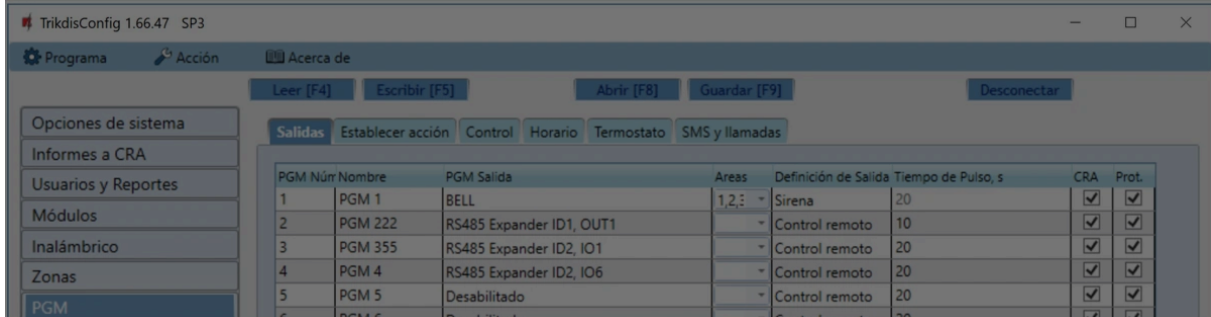 TrikdisConfig 1.66.47 SP3
Programa Acción Acerca de
Leer [F4] Escribir [F5] Abrir [F8] Guardar [F9] Desconectar
Opciones de sistema
Informes a CRA
Usuarios y Reportes
Módulos
Inalámbrico
Zonas
PGM
Salidas Establecer acción Control Horario Termostato SMS y llamadas
PGM Núm Nombre PGM Salida Areas Definición de Salida Tiempo de Pulso, s CRA Prot.
1 PGM 1 BELL 1,2, Sirena 20
2 PGM 222 RS485 Expander ID1, OUT1 Control remoto 10
3 PGM 355 RS485 Expander ID2, IO1 Control remoto 20
4 PGM 4 RS485 Expander ID2, IO6 Control remoto 20
5 PGM 5 Desabilitado Control remoto 20